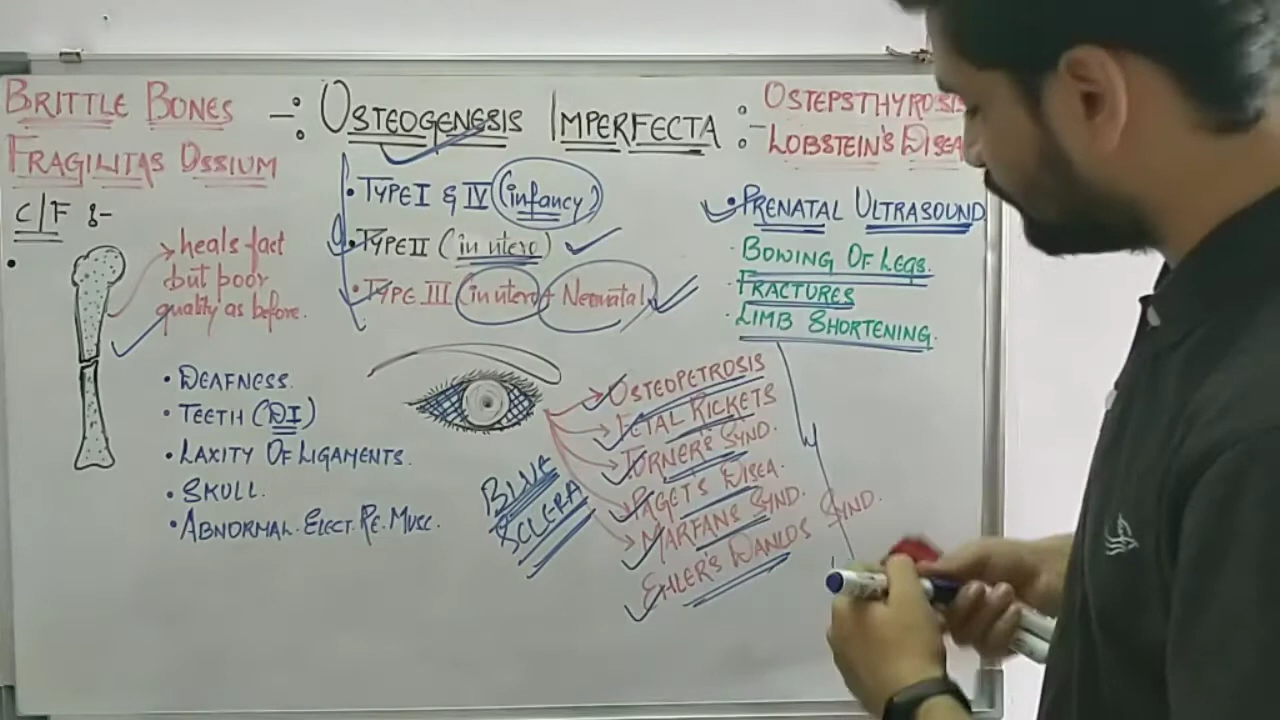 BRITTLE BONES
FRAGILITAS OSSIUM
OSTEOGENESIS IMPERFECTA
OSTEPSTHYROSIS
LOBSTEIN'S DISEA
C/F :-
heals fact
but poor
quality as before.
• DEAFNESS.
• TEETH (DI)
• LAXITY OF LIGAMENTS.
• SKULL.
• ABNORMAL. ELECT. RE. MUSC.
• TYPE I & IV (infancy)
• TYPE II (in utero)
• TYPE III (in utero + Neonatal)
BLUE
SCLERA
OSTEOPETROSIS
FETAL RICKETS
TURNER'S SYND.
PAGETS DISEA.
MARFANS SYND.
EHLER'S DANLOS SYND.
• PRENATAL ULTRASOUND
· BOWING OF LEGS.
· FRACTURES
· LIMB SHORTENING.